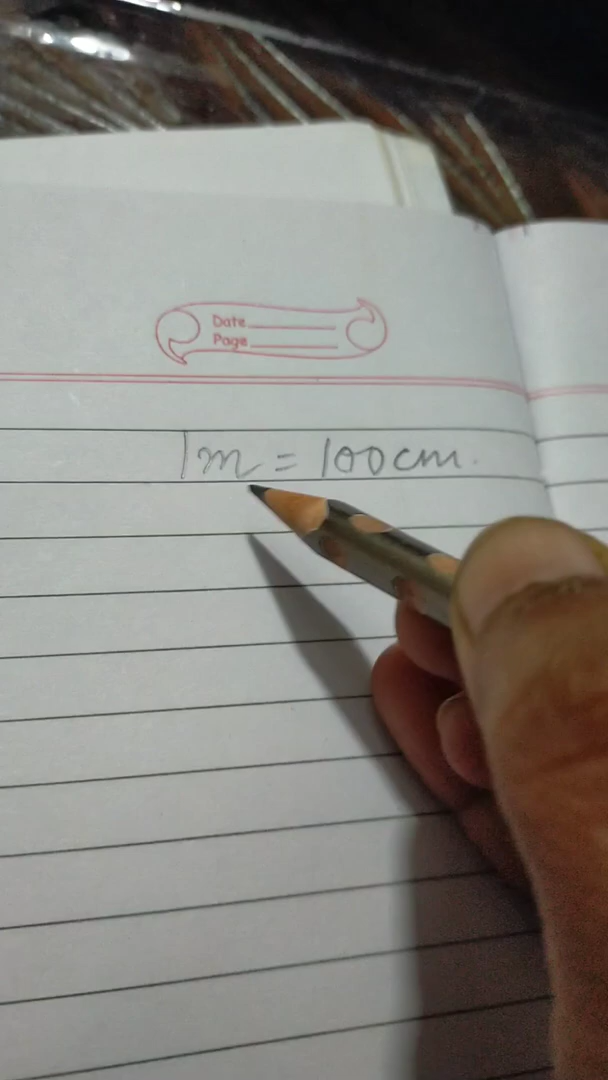 Date
Page
1m = 100cm.